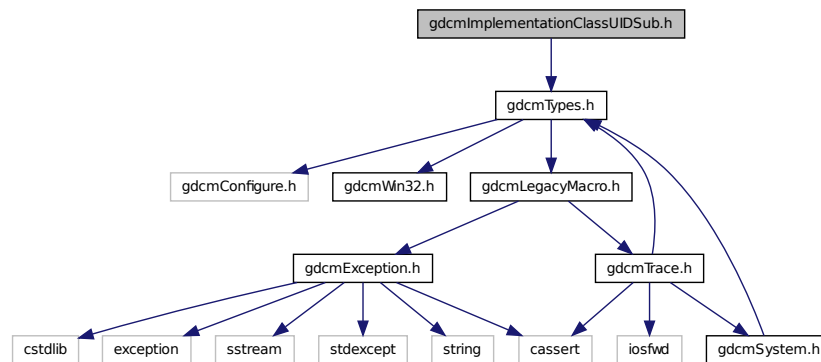 gdcmImplementationClassUIDSub.h
gdcmTypes.h
gdcmConfigure.h
gdcmWin32.h
gdcmLegacyMacro.h
gdcmException.h
gdcmTrace.h
cstdlib
exception
sstream
stdexcept
string
cassert
iosfwd
gdcmSystem.h